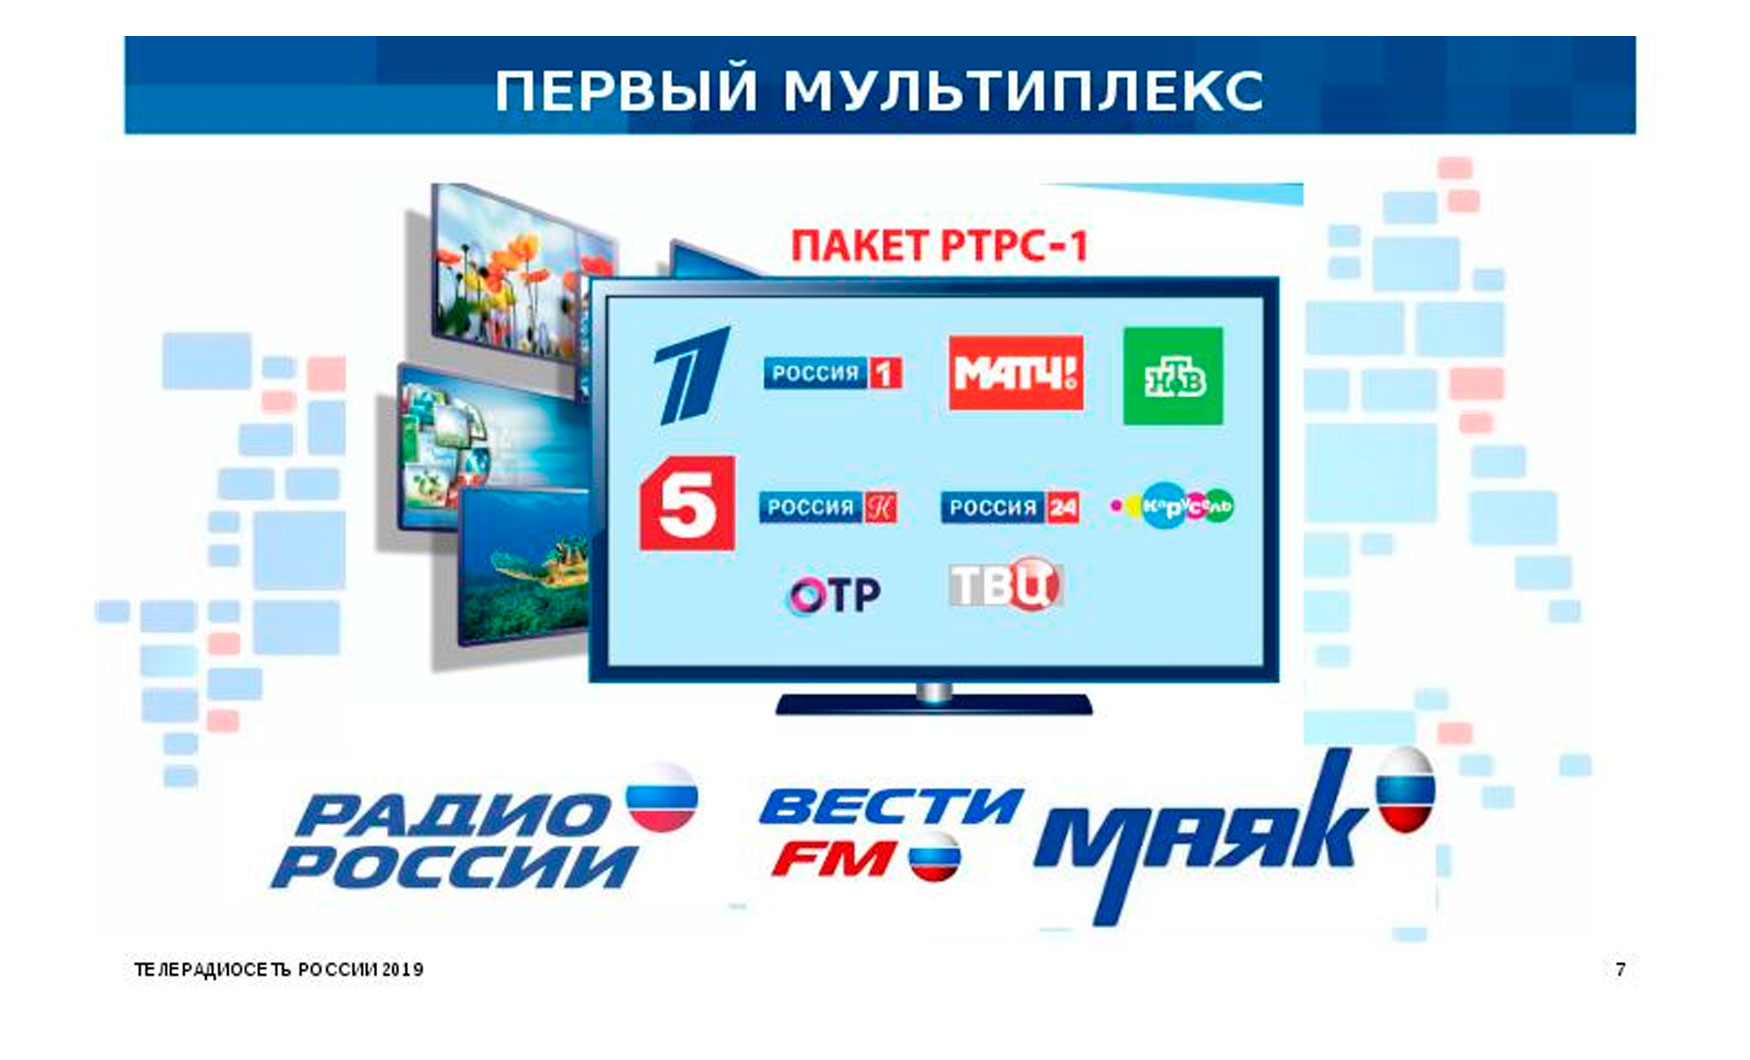 ПЕРВЫЙ МУЛЬТИПЛЕКС
ПАКЕТ РТРС-1
1
РОССИЯ 1
МАТЧ!
НТВ
5
РОССИЯ К
РОССИЯ 24
Карусель
ОТР
ТВЦ
РАДИО
РОССИИ
ВЕСТИ
FM
МАЯК
ТЕЛЕРАДИОСЕТЬ РОССИИ 2019
7